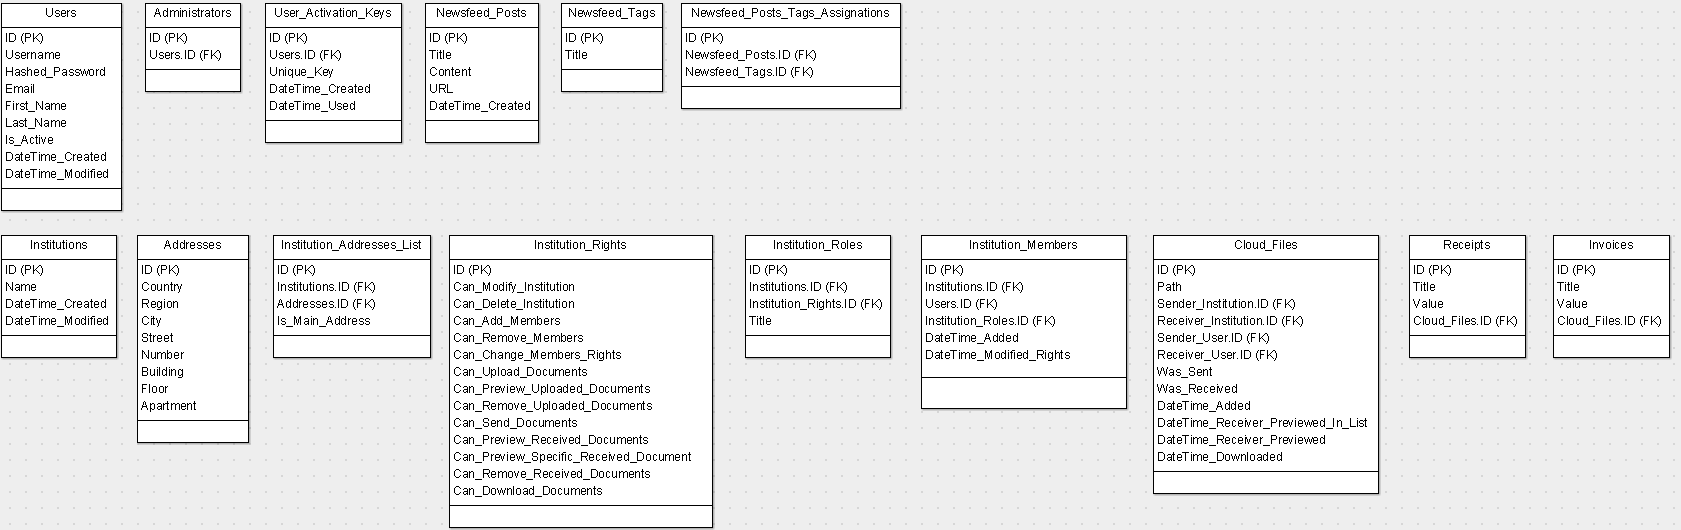 Users
ID (PK)
Username
Hashed_Password
Email
First_Name
Last_Name
Is_Active
DateTime_Created
DateTime_Modified
Administrators
ID (PK)
Users.ID (FK)
User_Activation_Keys
ID (PK)
Users.ID (FK)
Unique_Key
DateTime_Created
DateTime_Used
Newsfeed_Posts
ID (PK)
Title
Content
URL
DateTime_Created
Newsfeed_Tags
ID (PK)
Title
Newsfeed_Posts_Tags_Assignations
ID (PK)
Newsfeed_Posts.ID (FK)
Newsfeed_Tags.ID (FK)
Institutions
ID (PK)
Name
DateTime_Created
DateTime_Modified
Addresses
ID (PK)
Country
Region
City
Street
Number
Building
Floor
Apartment
Institution_Addresses_List
ID (PK)
Institutions.ID (FK)
Addresses.ID (FK)
Is_Main_Address
Institution_Rights
ID (PK)
Can_Modify_Institution
Can_Delete_Institution
Can_Add_Members
Can_Remove_Members
Can_Change_Members_Rights
Can_Upload_Documents
Can_Preview_Uploaded_Documents
Can_Remove_Uploaded_Documents
Can_Send_Documents
Can_Preview_Received_Documents
Can_Preview_Specific_Received_Document
Can_Remove_Received_Documents
Can_Download_Documents
Institution_Roles
ID (PK)
Institutions.ID (FK)
Institution_Rights.ID (FK)
Title
Institution_Members
ID (PK)
Institutions.ID (FK)
Users.ID (FK)
Institution_Roles.ID (FK)
DateTime_Added
DateTime_Modified_Rights
Cloud_Files
ID (PK)
Path
Sender_Institution.ID (FK)
Receiver_Institution.ID (FK)
Sender_User.ID (FK)
Receiver_User.ID (FK)
Was_Sent
Was_Received
DateTime_Added
DateTime_Receiver_Previewed_In_List
DateTime_Receiver_Previewed
DateTime_Downloaded
Receipts
ID (PK)
Title
Value
Cloud_Files.ID (FK)
Invoices
ID (PK)
Title
Value
Cloud_Files.ID (FK)